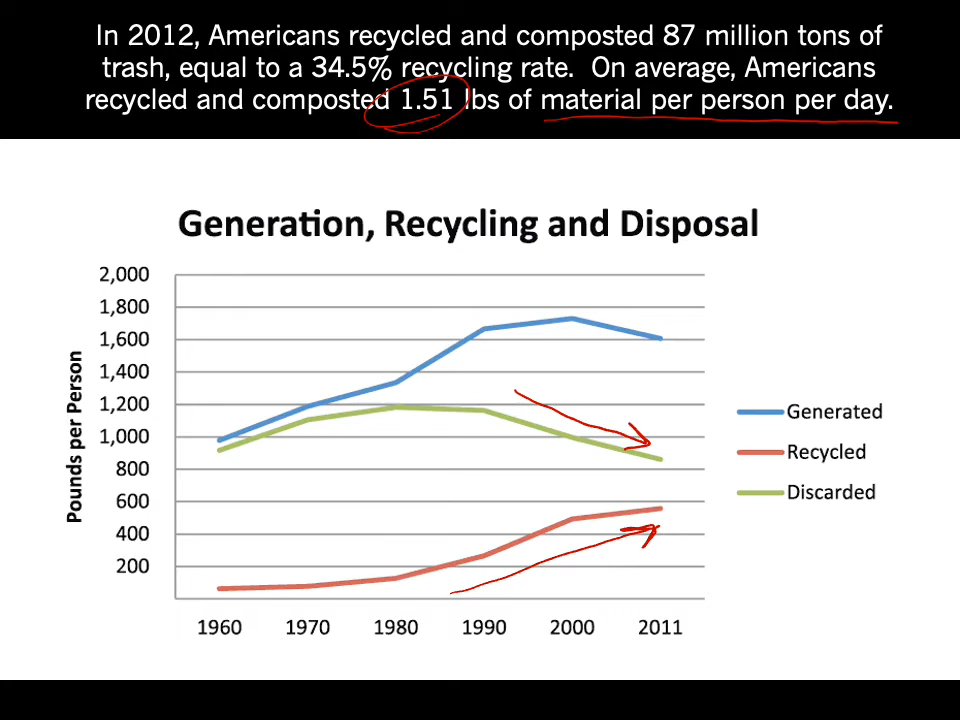 In 2012, Americans recycled and composted 87 million tons of
trash, equal to a 34.5% recycling rate.  On average, Americans
recycled and composted 1.51 lbs of material per person per day.
Generation, Recycling and Disposal
Pounds per Person
2,000
1,800
1,600
1,400
1,200
1,000
800
600
400
200
1960 1970 1980 1990 2000 2011
Generated
Recycled
Discarded